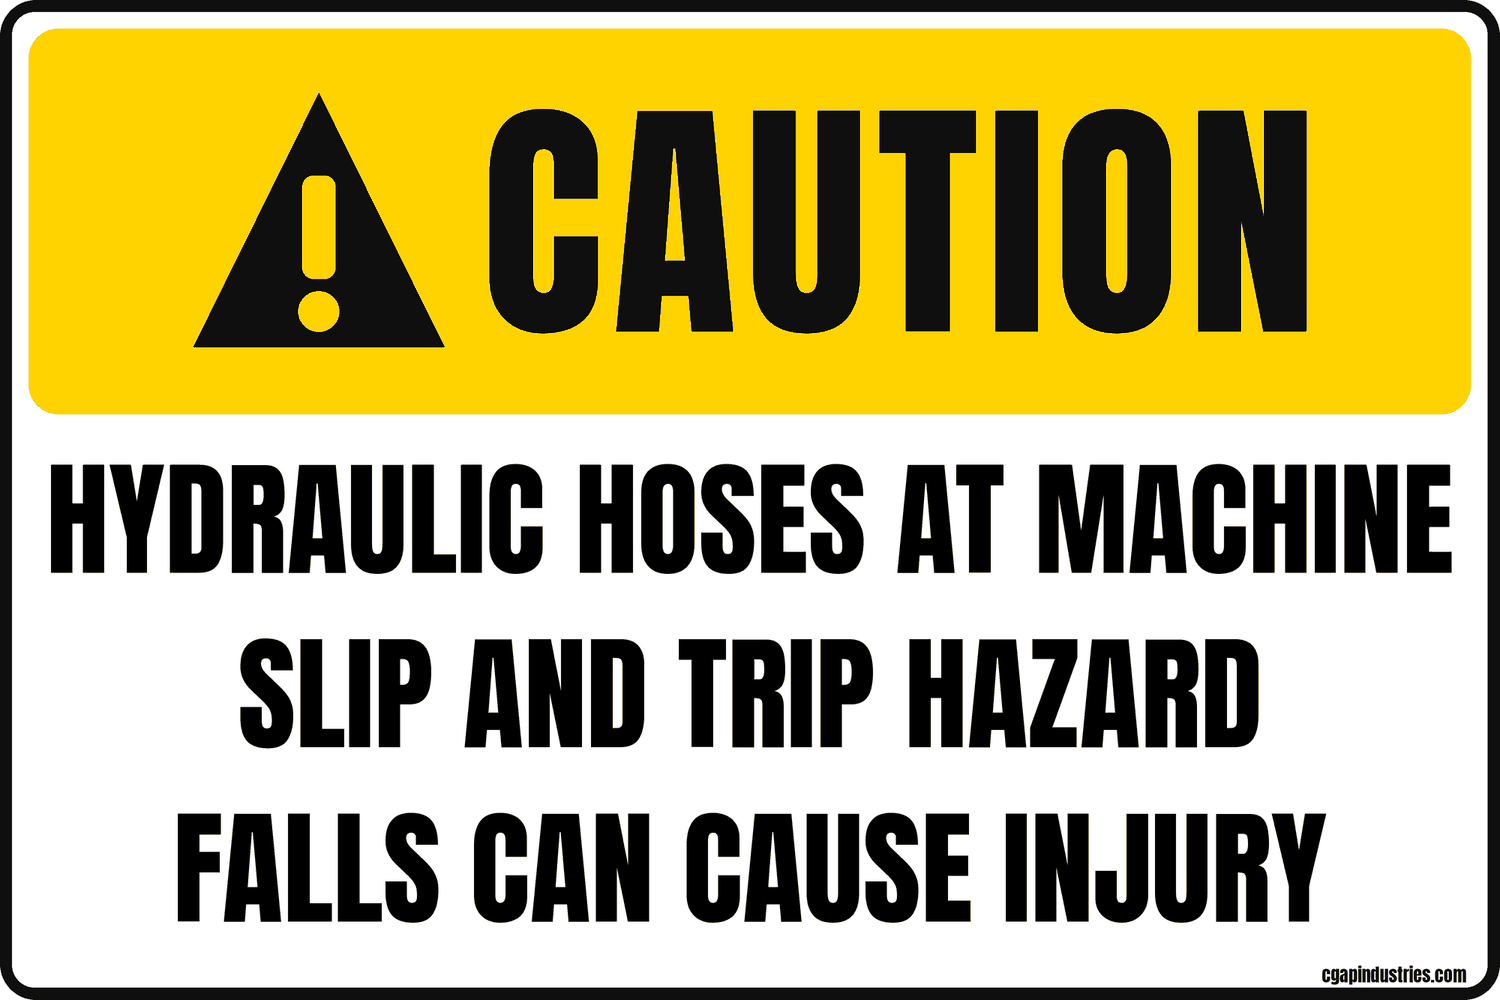 CAUTION
HYDRAULIC HOSES AT MACHINE
SLIP AND TRIP HAZARD
FALLS CAN CAUSE INJURY
cgapindustries.com